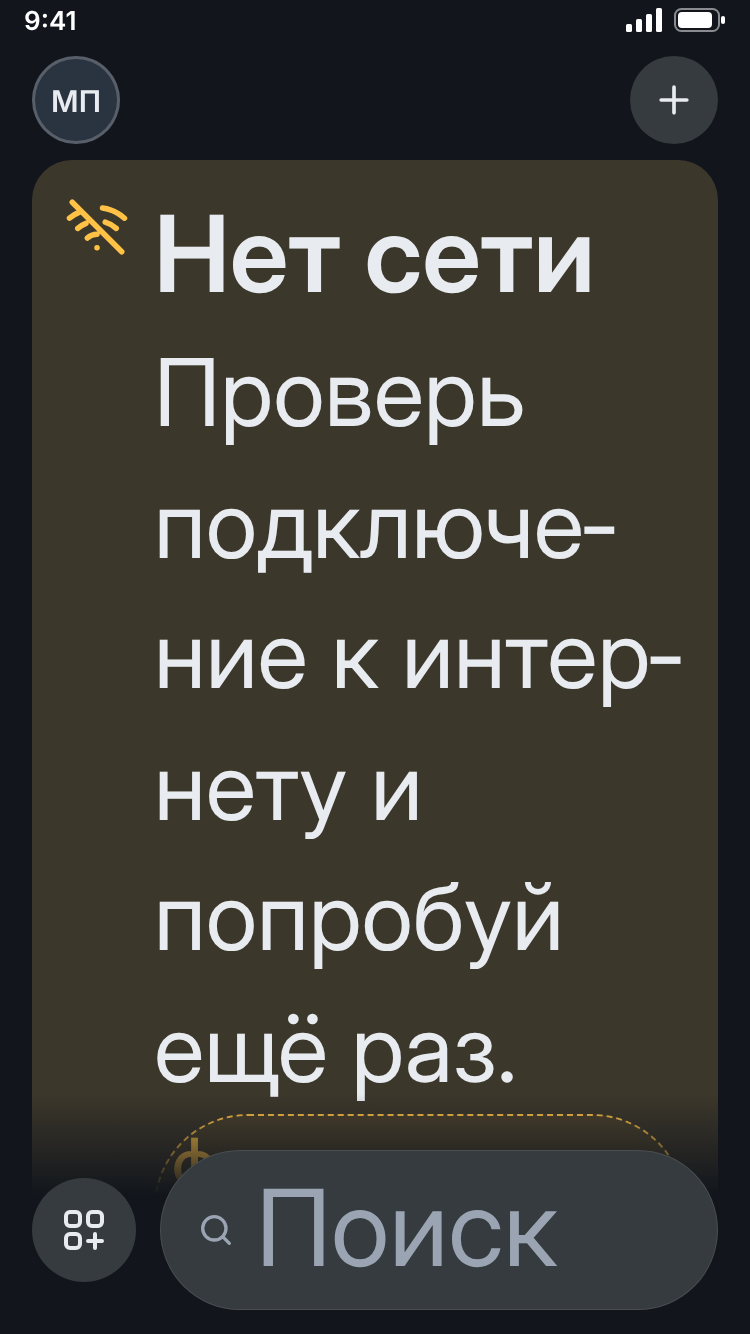 9:41
МП
Нет сети
Проверь
подключе-
ние к интер-
нету и
попробуй
ещё раз.
Поиск